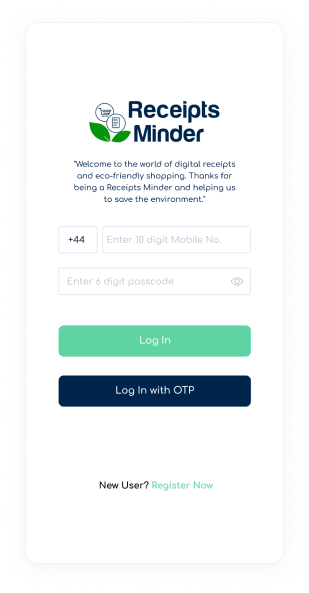 Receipts
Minder
"Welcome to the world of digital receipts
and eco-friendly shopping. Thanks for
being a Receipts Minder and helping us
to save the environment."
+44 Enter 10 digit Mobile No.
Enter 6 digit passcode
Log In
Log In with OTP
New User? Register Now